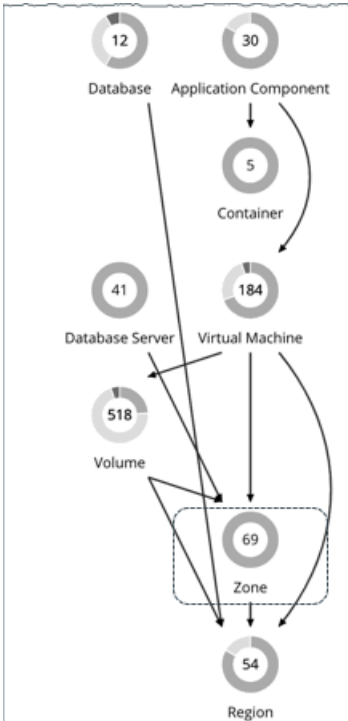 12 30
Database Application Component
5
Container
41 184
Database Server Virtual Machine
518
Volume
69
Zone
54
Region